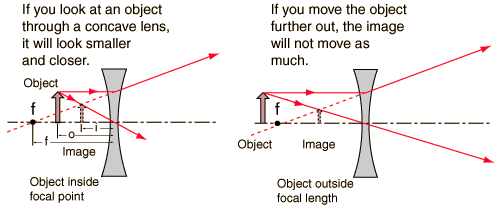 If you look at an object
through a concave lens,
it will look smaller
and closer.
Object
f
o
i
f
Image
Object inside
focal point
If you move the object
further out, the image
will not move as
much.
f
Object
Image
Object outside
focal length